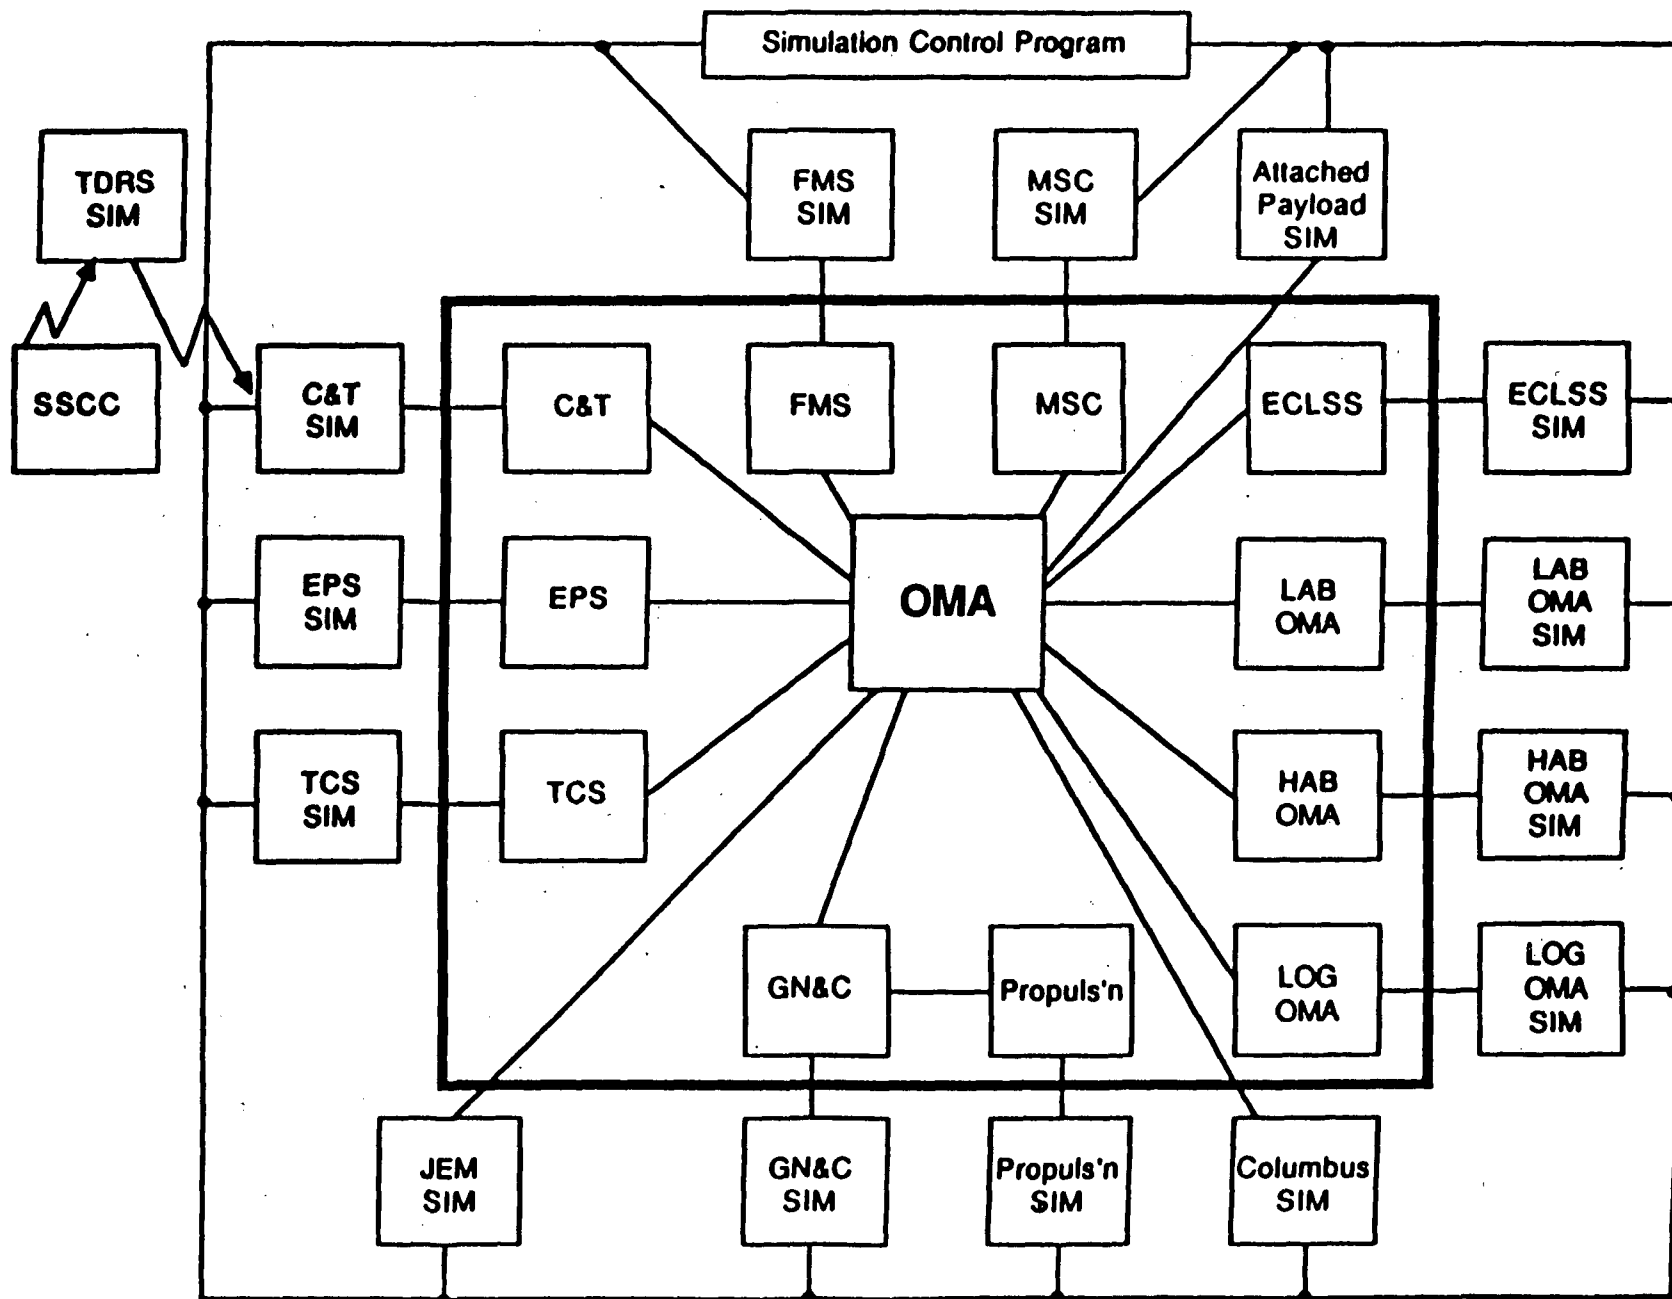 Simulation Control Program
TDRS
SIM
FMS
SIM
MSC
SIM
Attached
Payload
SIM
SSCC
C&T
SIM
C&T
FMS
MSC
ECLSS
ECLSS
SIM
EPS
SIM
EPS
OMA
LAB
OMA
LAB
OMA
SIM
TCS
SIM
TCS
HAB
OMA
HAB
OMA
SIM
GN&C
Propuls'n
LOG
OMA
LOG
OMA
SIM
JEM
SIM
GN&C
SIM
Propuls'n
SIM
Columbus
SIM